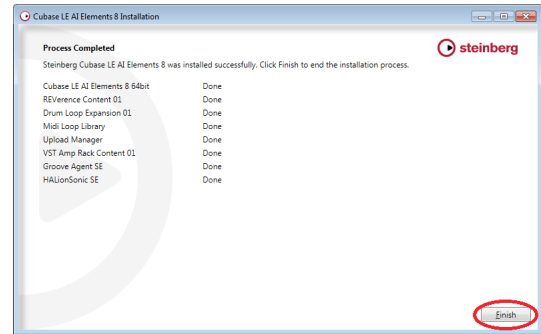 Cubase LE AI Elements 8 Installation
Process Completed
steinberg
Steinberg Cubase LE AI Elements 8 was installed successfully. Click Finish to end the installation process.
Cubase LE AI Elements 8 64bit Done
REVerence Content 01 Done
Drum Loop Expansion 01 Done
Midi Loop Library Done
Upload Manager Done
VST Amp Rack Content 01 Done
Groove Agent SE Done
HALionSonic SE Done
Finish